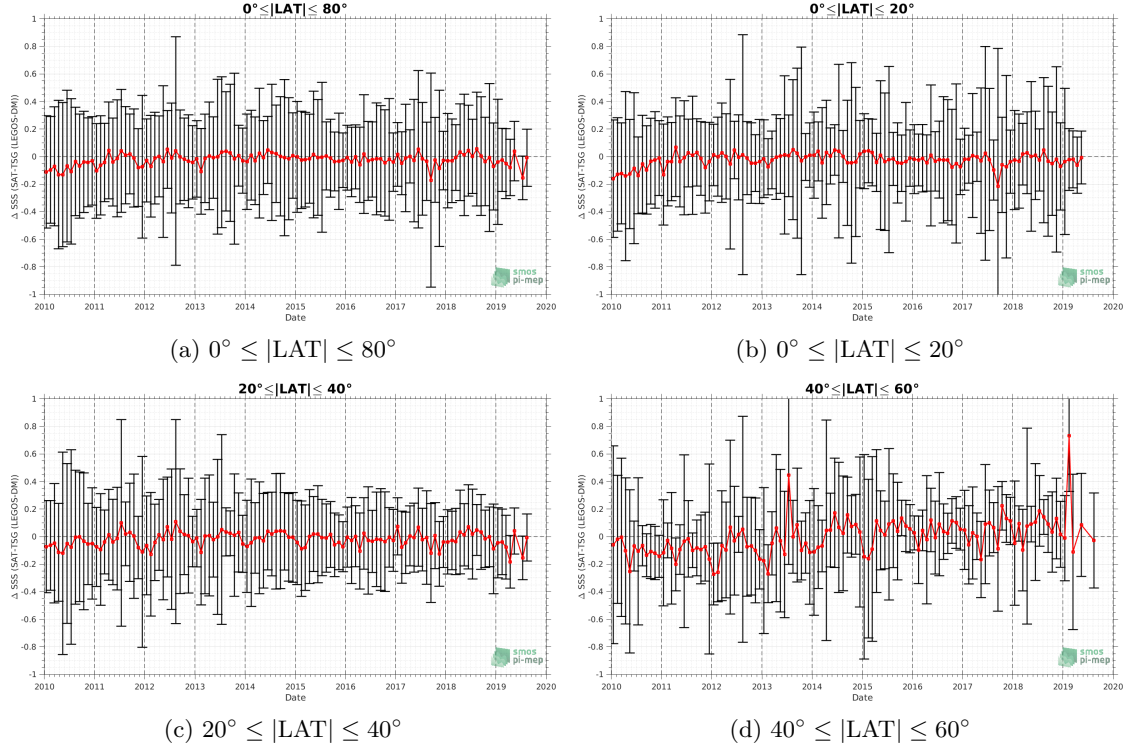 0°≤|LAT|≤ 80°
1
0.8
0.6
0.4
0.2
0
-0.2
-0.4
-0.6
-0.8
-1
Δ SSS (SAT-TSG (LEGOS-DMI))
2010 2011 2012 2013 2014 2015 2016 2017 2018 2019 2020
Date
smos
pi-mep
(a) 0° ≤ |LAT| ≤ 80°
0°≤|LAT|≤ 20°
1
0.8
0.6
0.4
0.2
0
-0.2
-0.4
-0.6
-0.8
-1
Δ SSS (SAT-TSG (LEGOS-DMI))
2010 2011 2012 2013 2014 2015 2016 2017 2018 2019 2020
Date
smos
pi-mep
(b) 0° ≤ |LAT| ≤ 20°
20°≤|LAT|≤ 40°
1
0.8
0.6
0.4
0.2
0
-0.2
-0.4
-0.6
-0.8
-1
Δ SSS (SAT-TSG (LEGOS-DMI))
2010 2011 2012 2013 2014 2015 2016 2017 2018 2019 2020
Date
smos
pi-mep
(c) 20° ≤ |LAT| ≤ 40°
40°≤|LAT|≤ 60°
1
0.8
0.6
0.4
0.2
0
-0.2
-0.4
-0.6
-0.8
-1
Δ SSS (SAT-TSG (LEGOS-DMI))
2010 2011 2012 2013 2014 2015 2016 2017 2018 2019 2020
Date
smos
pi-mep
(d) 40° ≤ |LAT| ≤ 60°